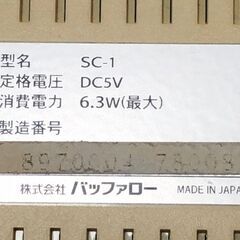 型名 SC-1
定格電圧 DC5V
消費電力 6.3W(最大)
製造番号
株式会社 バッファロー MADE IN JAPA